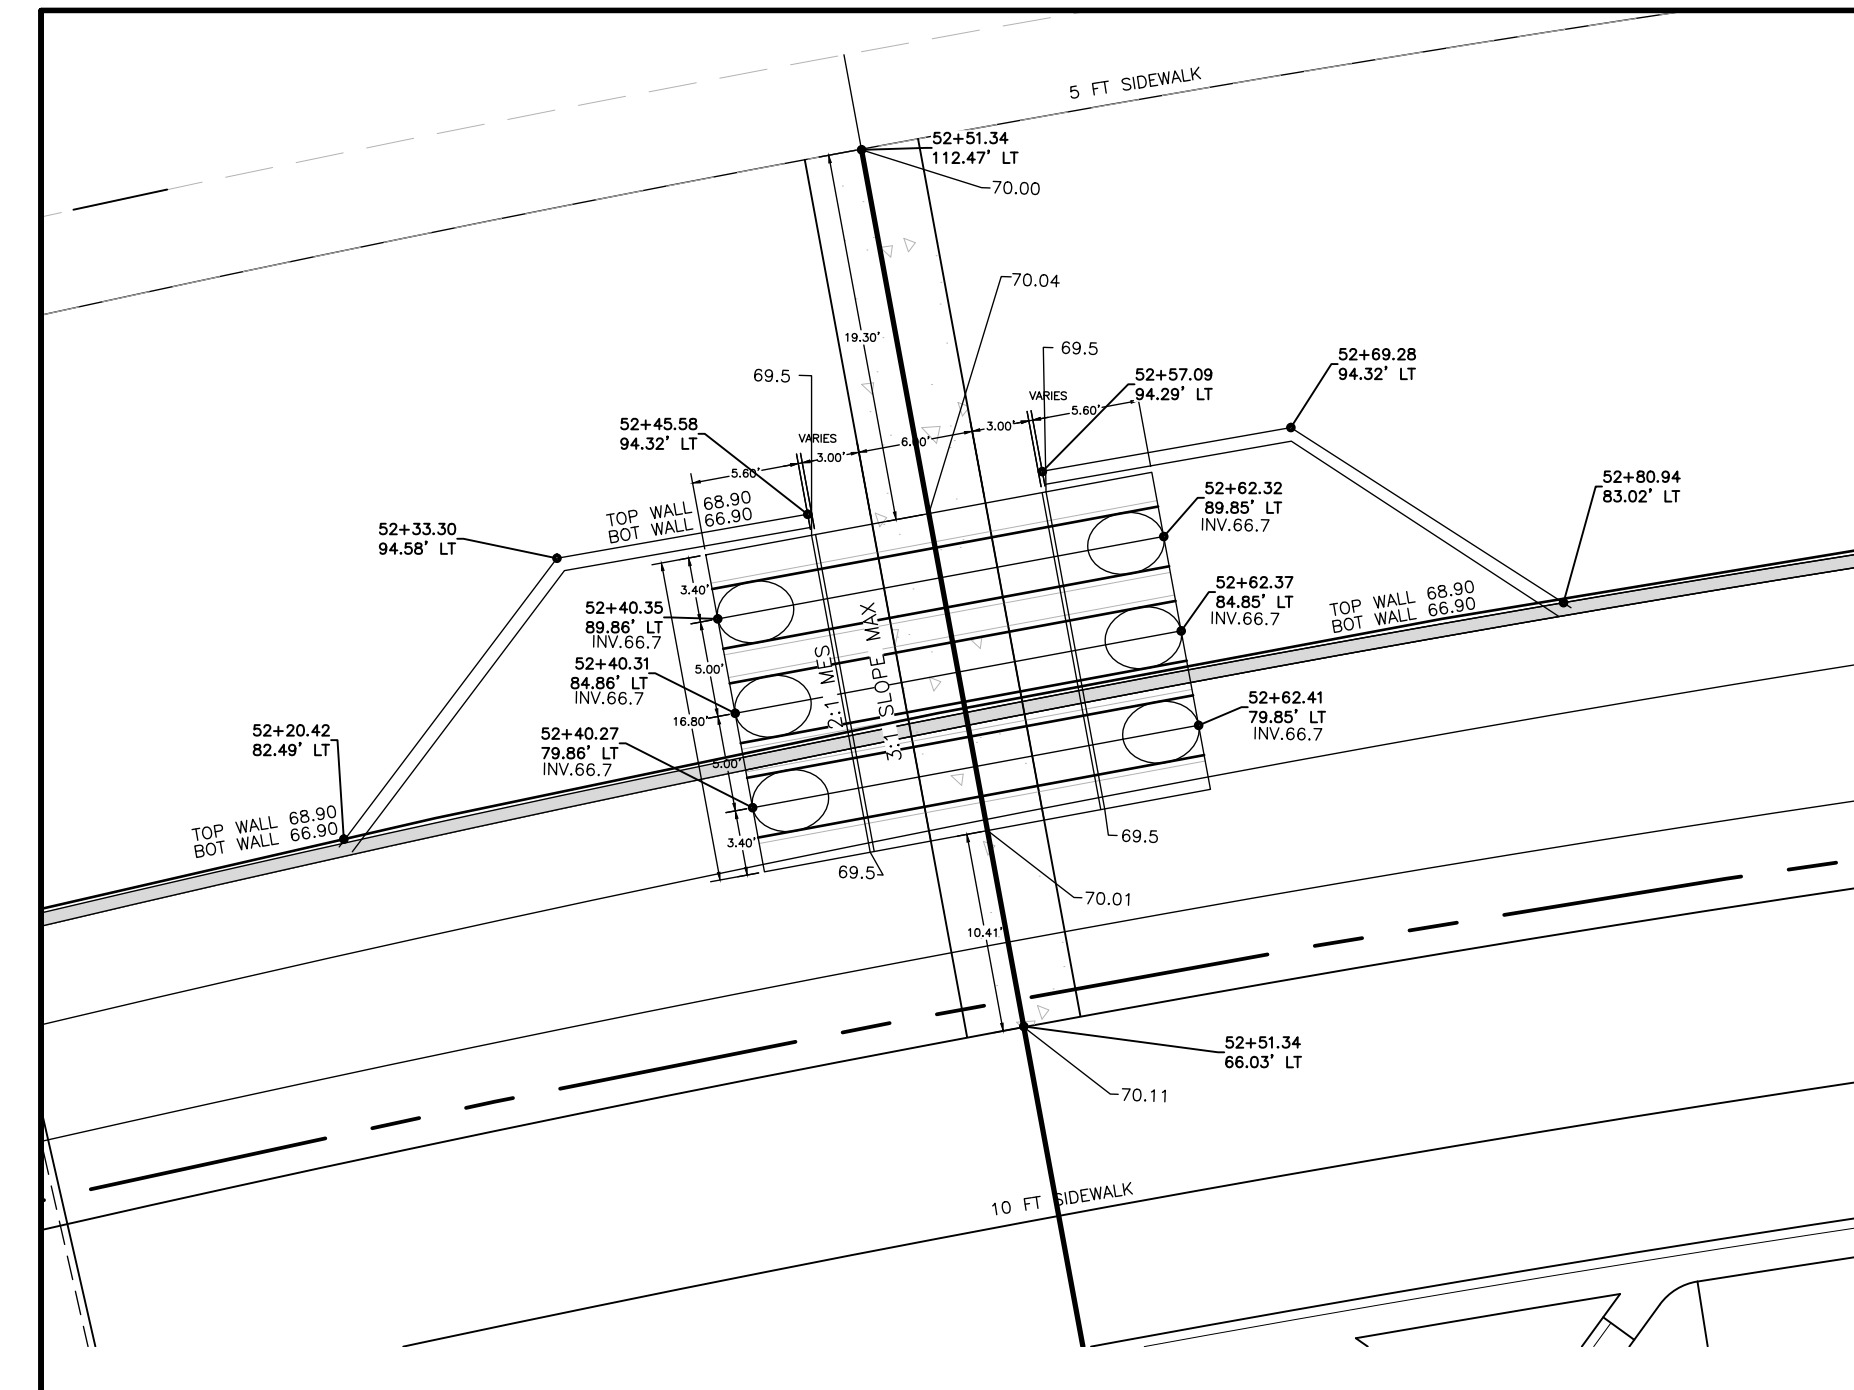 5 FT SIDEWALK
52+51.34
112.47' LT
70.00
70.04
19.30'
69.5
69.5
52+69.28
94.32' LT
52+57.09
94.29' LT
VARIES
5.60'
3.00'
6.00'
52+45.58
94.32' LT
VARIES
3.00'
5.60'
52+80.94
83.02' LT
52+62.32
89.85' LT
INV.66.7
TOP WALL 68.90
BOT WALL 66.90
52+33.30
94.58' LT
3.40'
52+40.35
89.86' LT
INV.66.7
52+62.37
84.85' LT
INV.66.7
TOP WALL 68.90
BOT WALL 66.90
5.00'
52+40.31
84.86' LT
INV.66.7
2:1 MES
3:1 SLOPE MAX
16.80'
52+62.41
79.85' LT
INV.66.7
52+20.42
82.49' LT
52+40.27
79.86' LT
INV.66.7
5.00'
TOP WALL 68.90
BOT WALL 66.90
3.40'
69.5
69.5
70.01
10.41'
52+51.34
66.03' LT
70.11
10 FT SIDEWALK